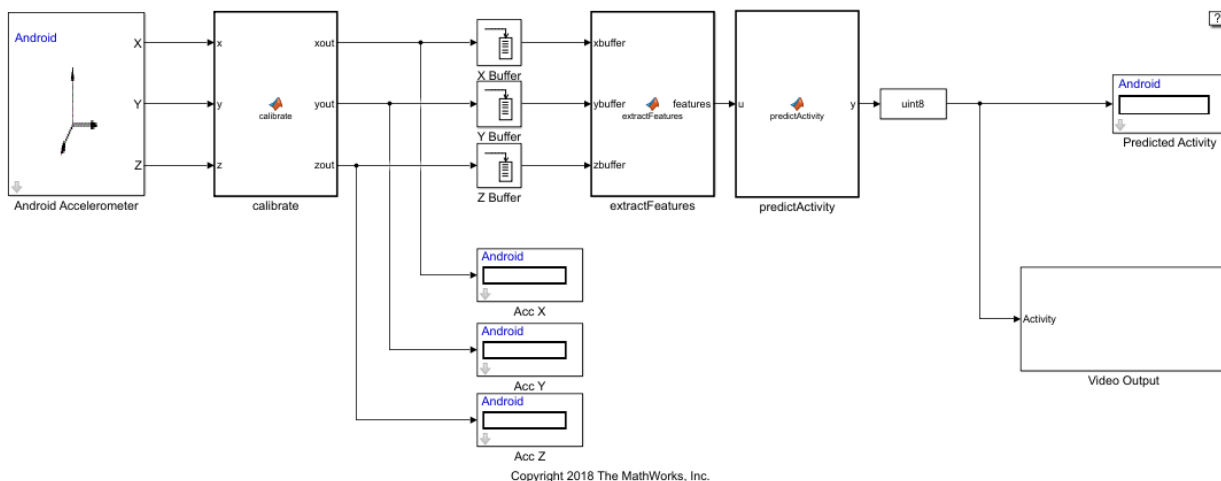 ?
Android
X
Y
Z
Android Accelerometer
x
y
z
calibrate
xout
yout
zout
calibrate
X Buffer
Y Buffer
Z Buffer
xbuffer
ybuffer
zbuffer
features
extractFeatures
extractFeatures
u
y
predictActivity
predictActivity
uint8
Android
Predicted Activity
Android
Acc X
Android
Acc Y
Android
Acc Z
Activity
Video Output
Copyright 2018 The MathWorks, Inc.